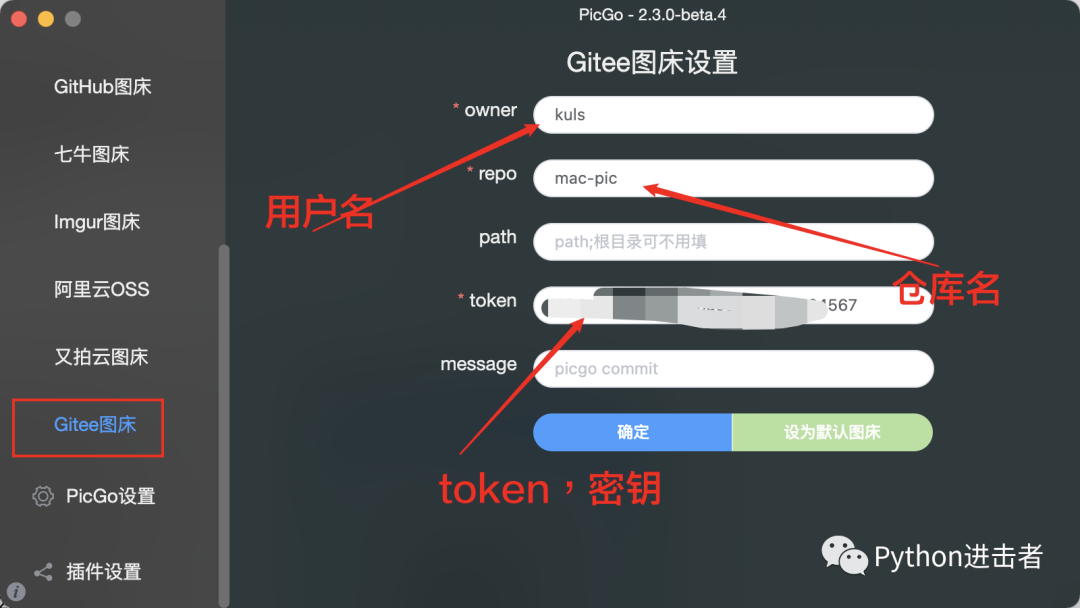 PicGo - 2.3.0-beta.4
GitHub图床
七牛图床
Imgur图床
阿里云OSS
又拍云图床
Gitee图床
PicGo设置
插件设置
Gitee图床设置
* owner
kuls
用户名
* repo
mac-pic
仓库名
path
path;根目录可不用填
* token
4567
token，密钥
message
picgo commit
确定
设为默认图床
Python进击者